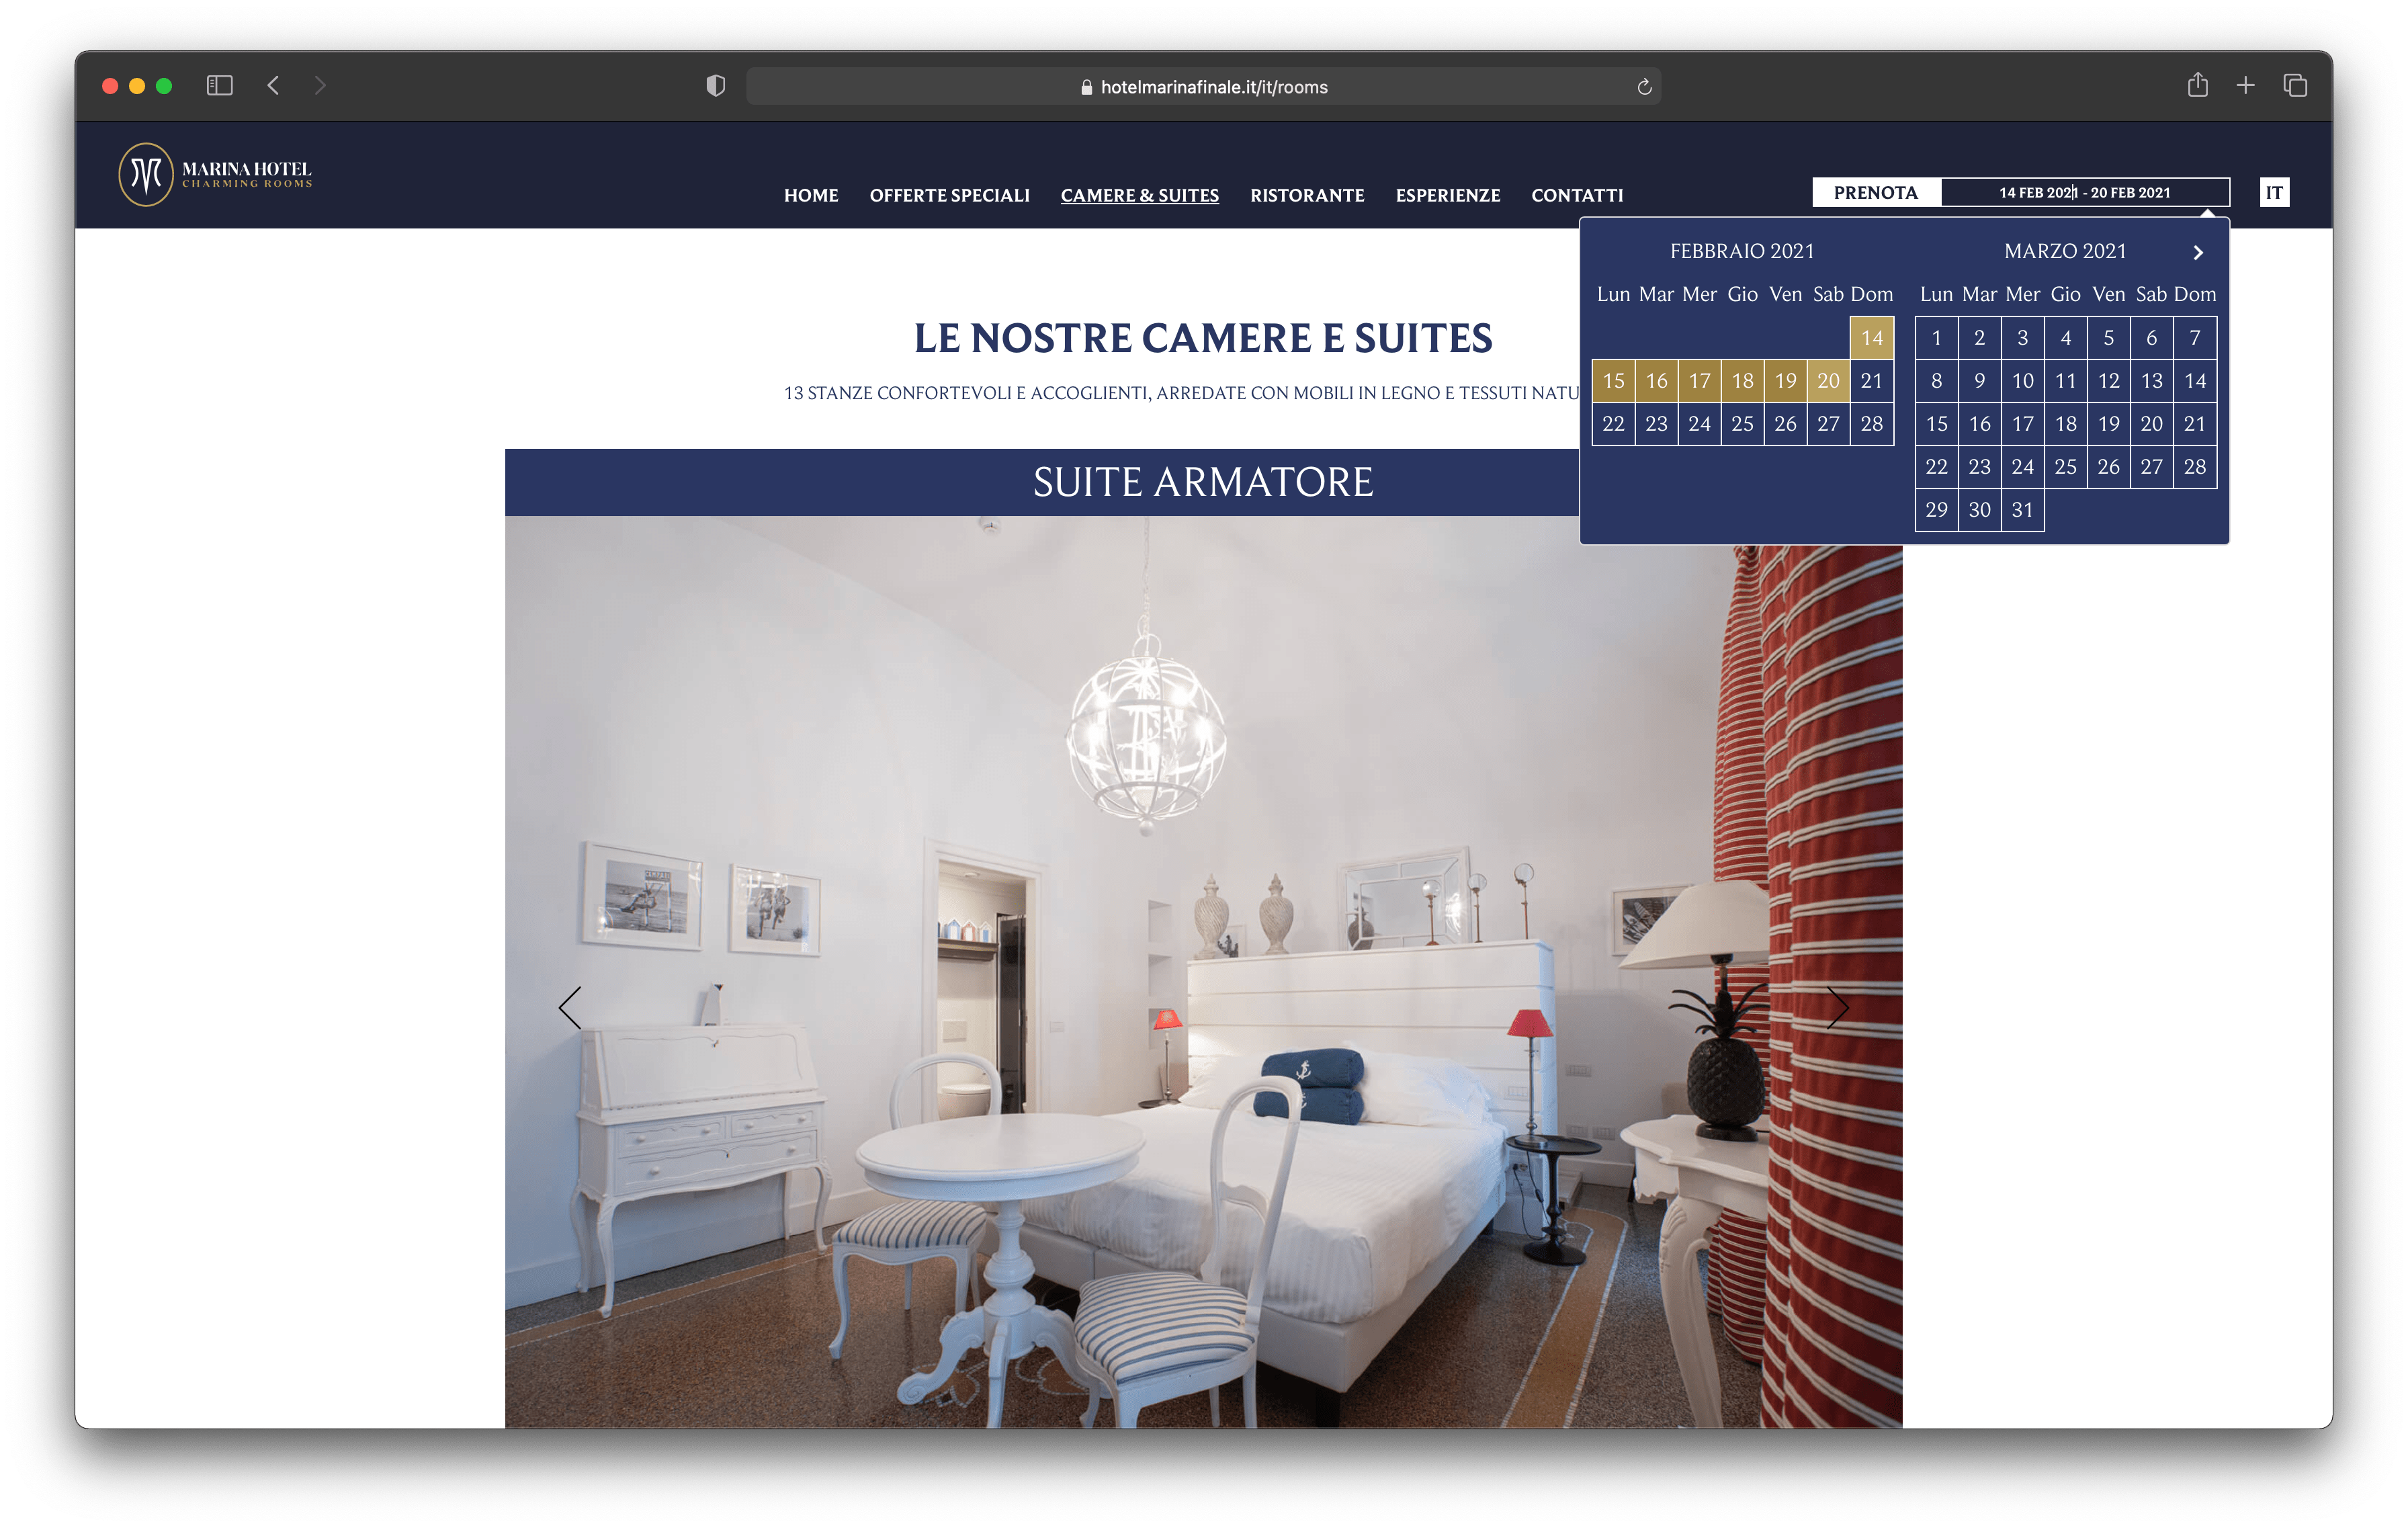 hotelmarinafinale.it/it/rooms
MARINA HOTEL
CHARMING ROOMS
HOME OFFERTE SPECIALI CAMERE & SUITES RISTORANTE ESPERIENZE CONTATTI
PRENOTA 14 FEB 2021 - 20 FEB 2021 IT
FEBBRAIO 2021
Lun Mar Mer Gio Ven Sab Dom
14
15 16 17 18 19 20 21
22 23 24 25 26 27 28
MARZO 2021
Lun Mar Mer Gio Ven Sab Dom
1 2 3 4 5 6 7
8 9 10 11 12 13 14
15 16 17 18 19 20 21
22 23 24 25 26 27 28
29 30 31
LE NOSTRE CAMERE E SUITES
13 STANZE CONFORTEVOLI E ACCOGLIENTI, ARREDATE CON MOBILI IN LEGNO E TESSUTI NATU
SUITE ARMATORE